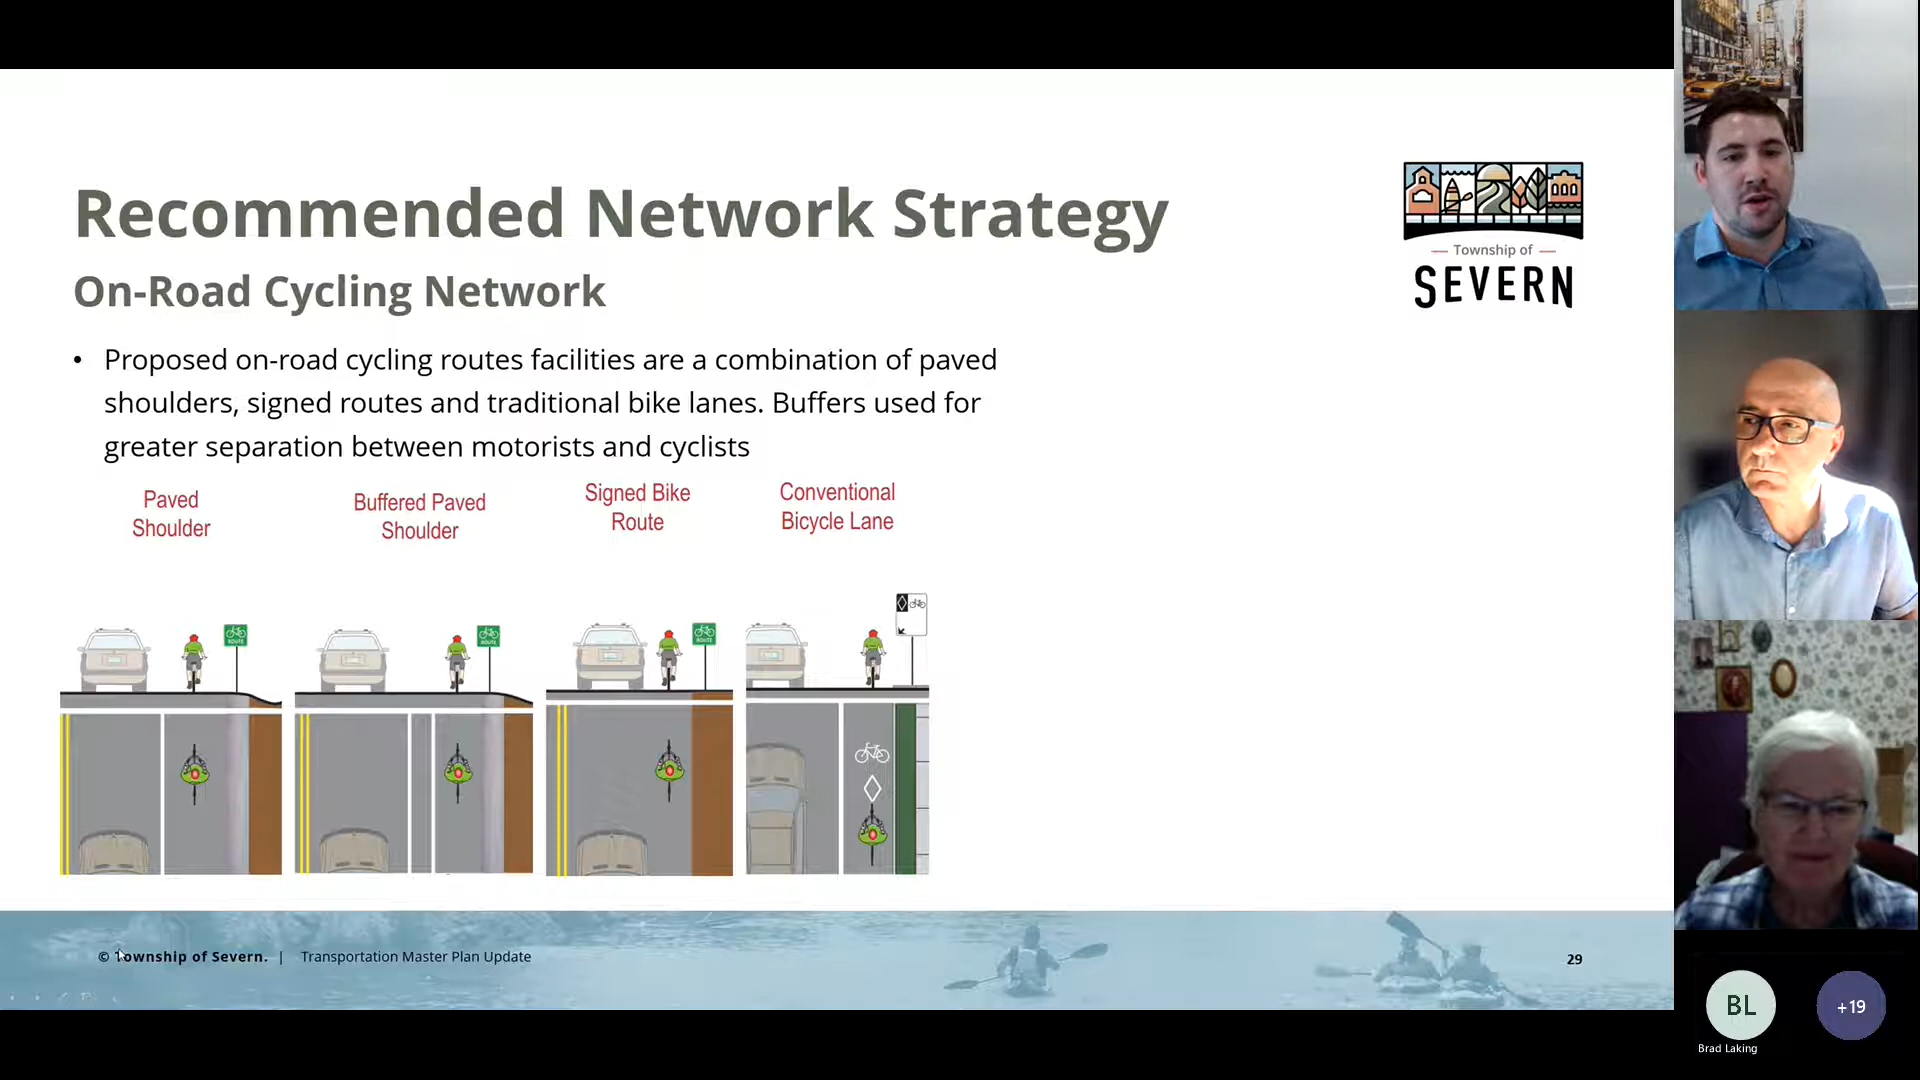 Recommended Network Strategy
— Township of —
SEVERN
On-Road Cycling Network
• Proposed on-road cycling routes facilities are a combination of paved
shoulders, signed routes and traditional bike lanes. Buffers used for
greater separation between motorists and cyclists
Paved
Shoulder
Buffered Paved
Shoulder
Signed Bike
Route
Conventional
Bicycle Lane
ROUTE
ROUTE
ROUTE
© Township of Severn. | Transportation Master Plan Update
29
BL
+19
Brad Laking